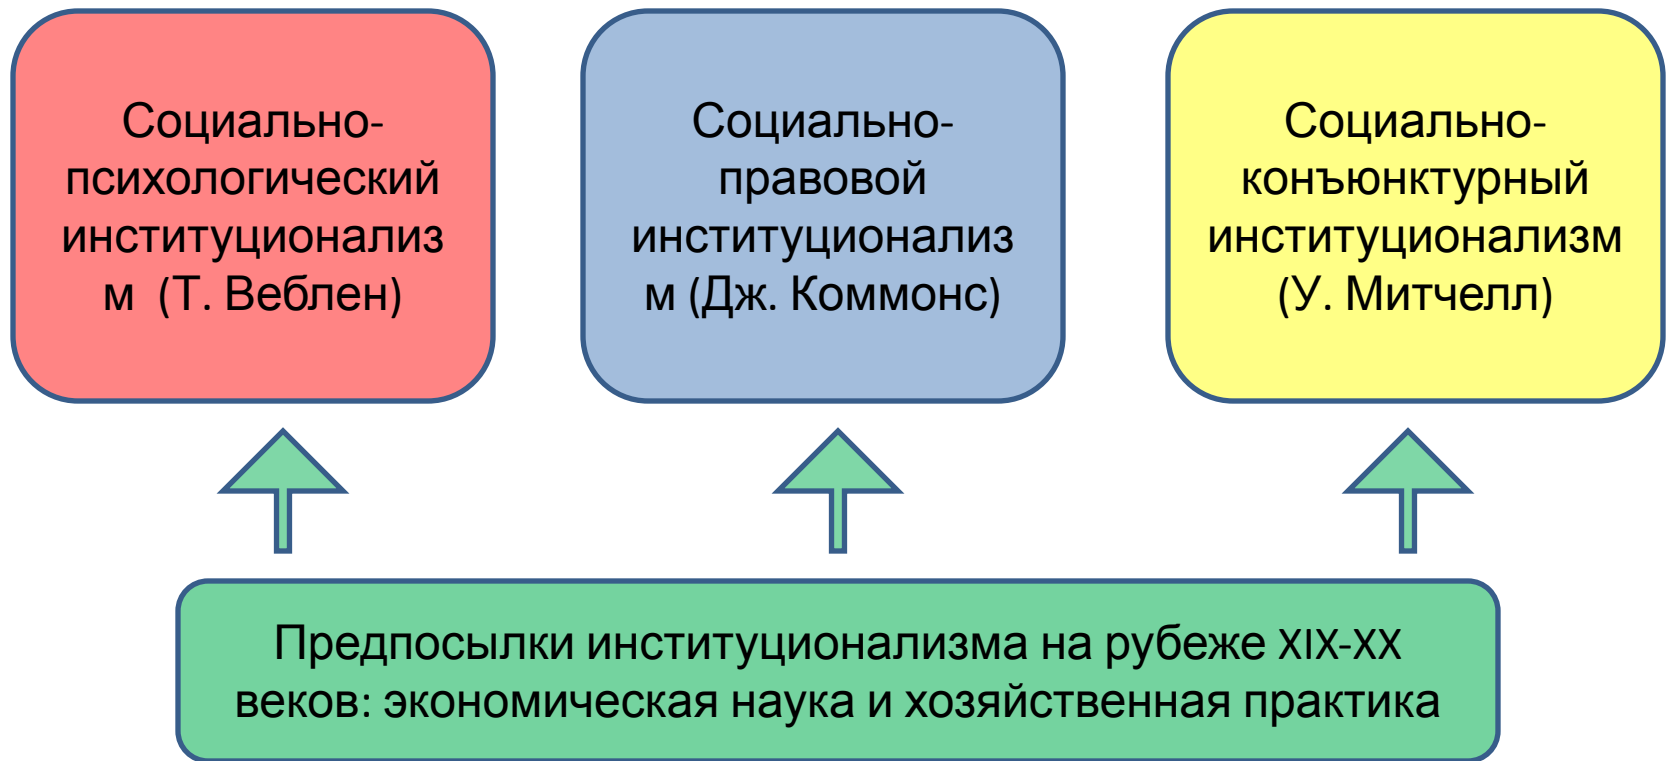 Социально-
психологический
институционализ
м (Т. Веблен)
Социально-
правовой
институционализ
м (Дж. Коммонс)
Социально-
конъюнктурный
институционализм
(У. Митчелл)
Предпосылки институционализма на рубеже XIX-XX
веков: экономическая наука и хозяйственная практика